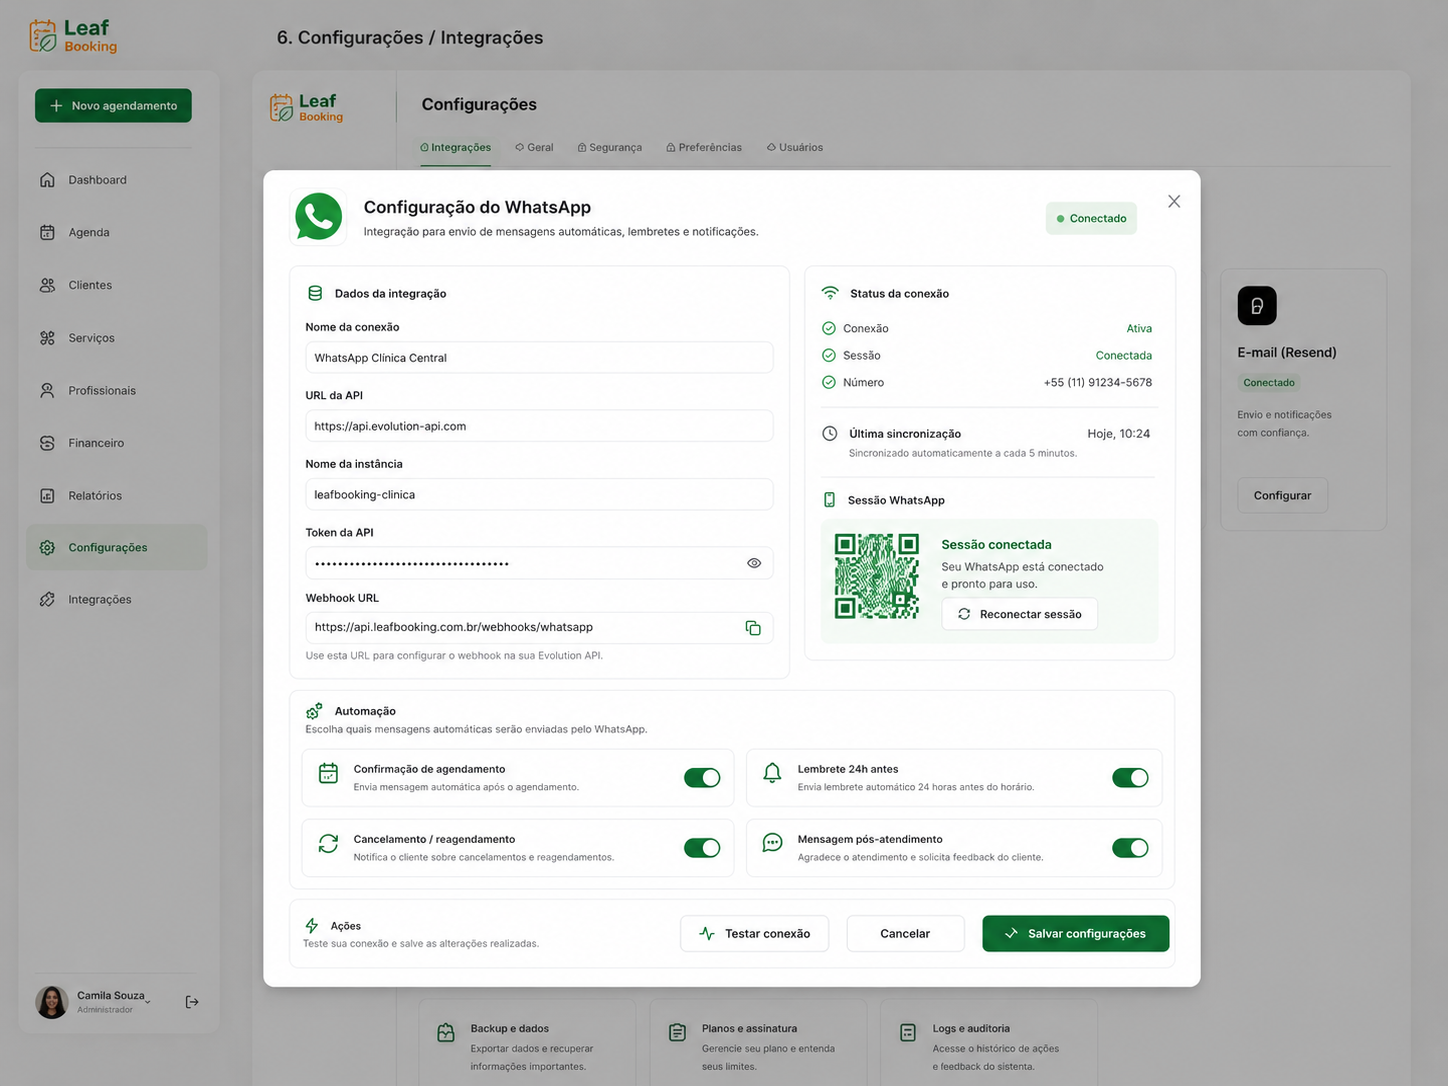 Leaf
Booking
6. Configurações / Integrações
Novo agendamento
Dashboard
Agenda
Clientes
Serviços
Profissionais
Financeiro
Relatórios
Configurações
Integrações
Camila Souza
Administrador
Leaf
Booking
Configurações
Integrações
Geral
Segurança
Preferências
Usuários
Configuração do WhatsApp
Integração para envio de mensagens automáticas, lembretes e notificações.
Conectado
Dados da integração
Nome da conexão
WhatsApp Clínica Central
URL da API
https://api.evolution-api.com
Nome da instância
leafbooking-clinica
Token da API
••••••••••••••••••••••••••••••••••
Webhook URL
https://api.leafbooking.com.br/webhooks/whatsapp
Use esta URL para configurar o webhook na sua Evolution API.
Status da conexão
Conexão Ativa
Sessão Conectada
Número +55 (11) 91234-5678
Última sincronização Hoje, 10:24
Sincronizado automaticamente a cada 5 minutos.
Sessão WhatsApp
Sessão conectada
Seu WhatsApp está conectado
e pronto para uso.
Reconectar sessão
Automação
Escolha quais mensagens automáticas serão enviadas pelo WhatsApp.
Confirmação de agendamento
Envia mensagem automática após o agendamento.
Lembrete 24h antes
Envia lembrete automático 24 horas antes do horário.
Cancelamento / reagendamento
Notifica o cliente sobre cancelamentos e reagendamentos.
Mensagem pós-atendimento
Agradece o atendimento e solicita feedback do cliente.
Ações
Teste sua conexão e salve as alterações realizadas.
Testar conexão
Cancelar
Salvar configurações
E-mail (Resend)
Conectado
Envio e notificações
com confiança.
Configurar
Backup e dados
Exportar dados e recuperar
informações importantes.
Planos e assinatura
Gerencie seu plano e entenda
seus limites.
Logs e auditoria
Acesse o histórico de ações
e feedback do sistenta.